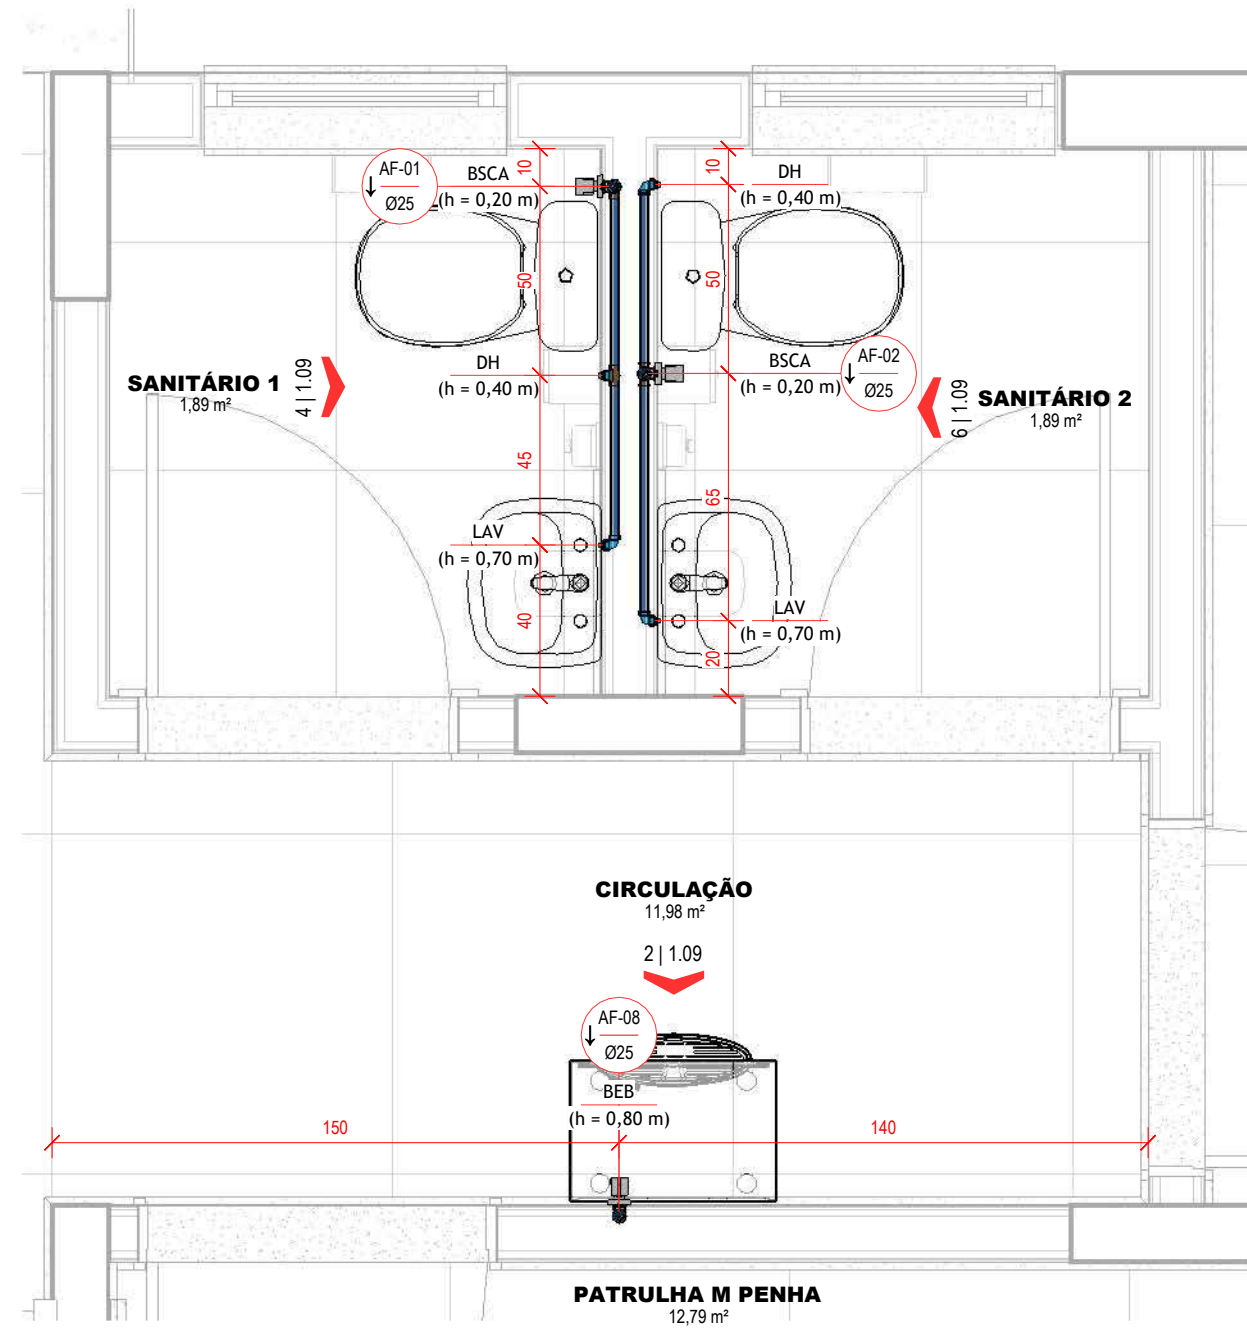 AF-01
Ø25
BSCA
(h = 0,20 m)
10
10
DH
(h = 0,40 m)
50
50
DH
(h = 0,40 m)
BSCA
(h = 0,20 m)
AF-02
Ø25
SANITÁRIO 1
1,89 m²
4 | 1.09
6 | 1.09
SANITÁRIO 2
1,89 m²
45
65
LAV
(h = 0,70 m)
40
LAV
(h = 0,70 m)
20
CIRCULAÇÃO
11,98 m²
2 | 1.09
AF-08
Ø25
BEB
(h = 0,80 m)
150
140
PATRULHA M PENHA
12,79 m²